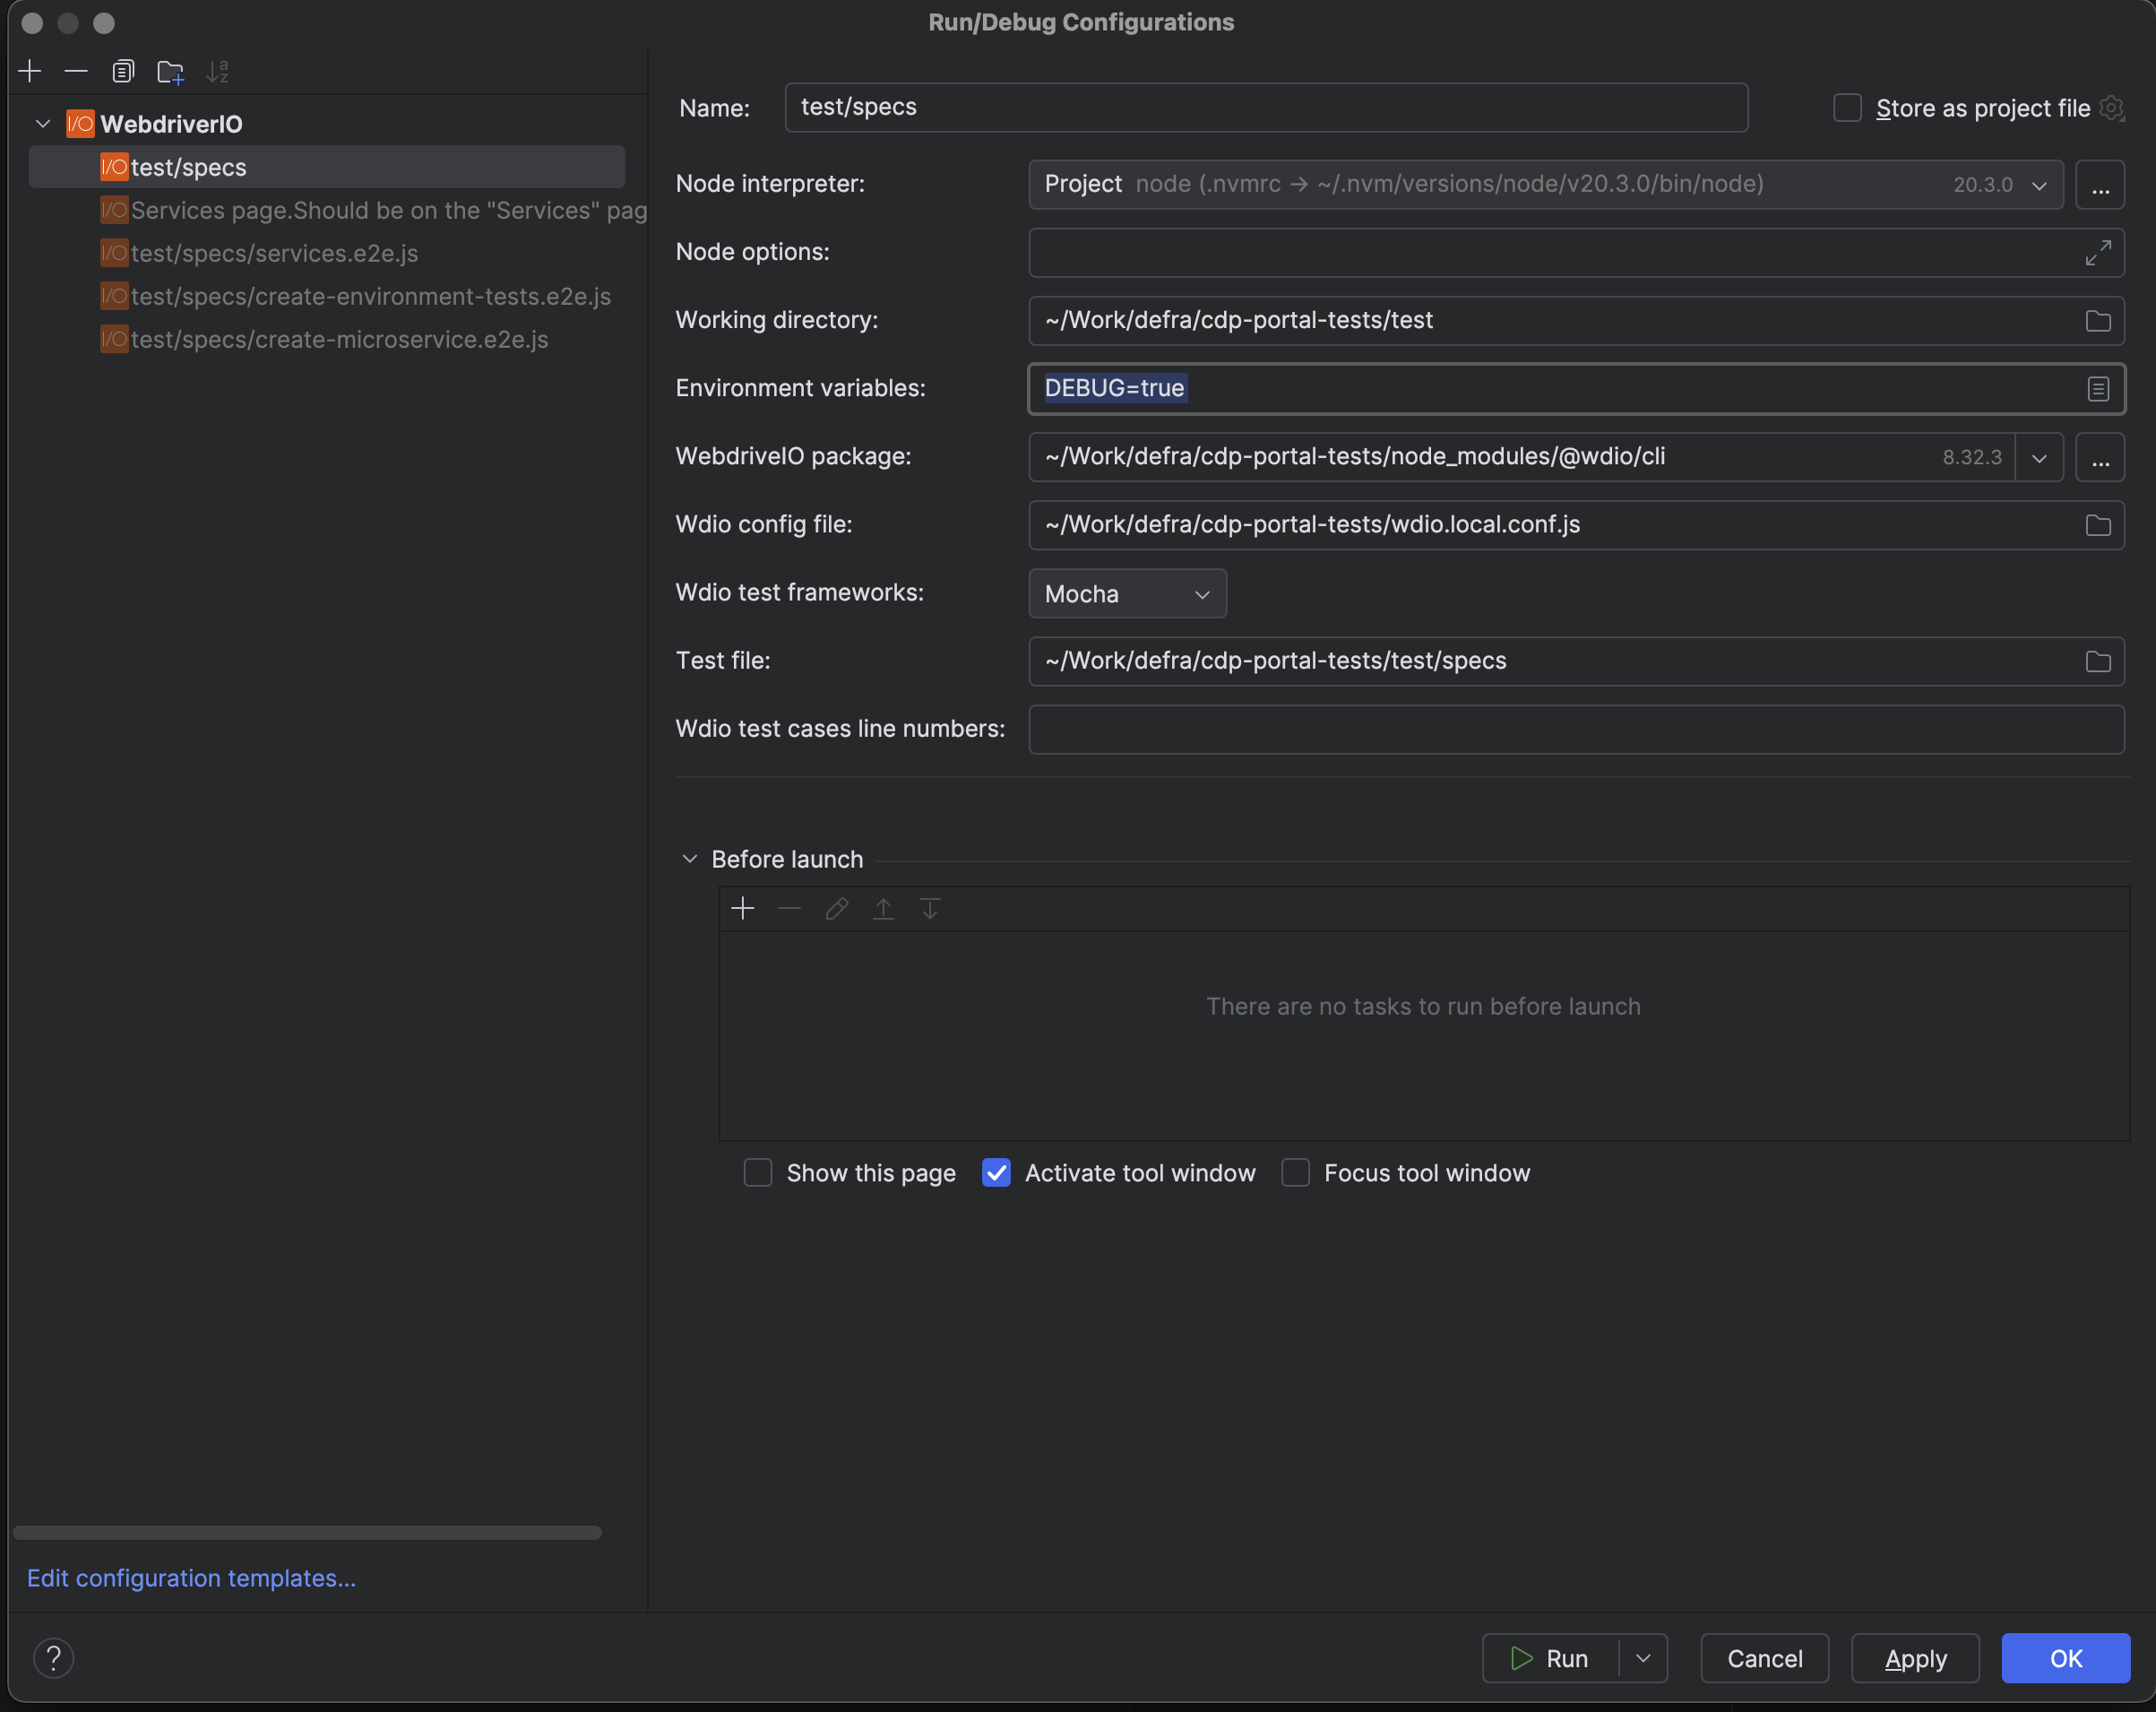 Run/Debug Configurations
WebdriverIO
test/specs
Services page.Should be on the "Services" pag
test/specs/services.e2e.js
test/specs/create-environment-tests.e2e.js
test/specs/create-microservice.e2e.js
Edit configuration templates...
Name: test/specs
Store as project file
Node interpreter: Project node (.nvmrc → ~/.nvm/versions/node/v20.3.0/bin/node) 20.3.0 ...
Node options:
Working directory: ~/Work/defra/cdp-portal-tests/test
Environment variables: DEBUG=true
WebdriveIO package: ~/Work/defra/cdp-portal-tests/node_modules/@wdio/cli 8.32.3 ...
Wdio config file: ~/Work/defra/cdp-portal-tests/wdio.local.conf.js
Wdio test frameworks: Mocha
Test file: ~/Work/defra/cdp-portal-tests/test/specs
Wdio test cases line numbers:
Before launch
There are no tasks to run before launch
Show this page Activate tool window Focus tool window
? Run Cancel Apply OK